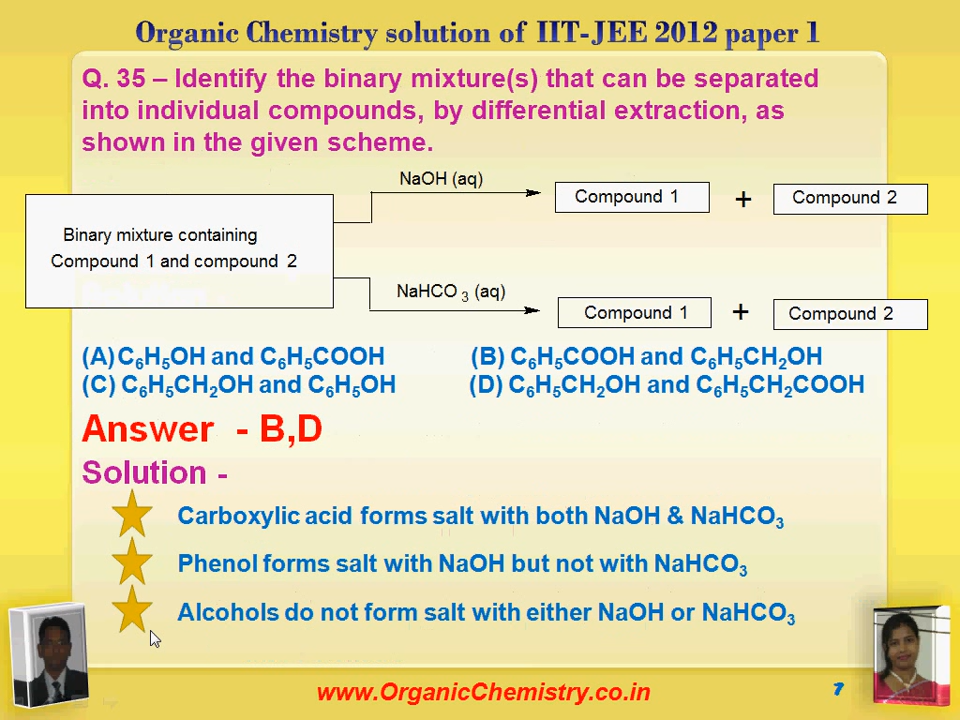 Organic Chemistry solution of IIT-JEE 2012 paper 1
Q. 35 – Identify the binary mixture(s) that can be separated
into individual compounds, by differential extraction, as
shown in the given scheme.
NaOH (aq)
Compound 1 + Compound 2
Binary mixture containing
Compound 1 and compound 2
NaHCO₃ (aq)
Compound 1 + Compound 2
(A) C₆H₅OH and C₆H₅COOH (B) C₆H₅COOH and C₆H₅CH₂OH
(C) C₆H₅CH₂OH and C₆H₅OH (D) C₆H₅CH₂OH and C₆H₅CH₂COOH
Answer - B,D
Solution -
Carboxylic acid forms salt with both NaOH & NaHCO₃
Phenol forms salt with NaOH but not with NaHCO₃
Alcohols do not form salt with either NaOH or NaHCO₃
www.OrganicChemistry.co.in
7